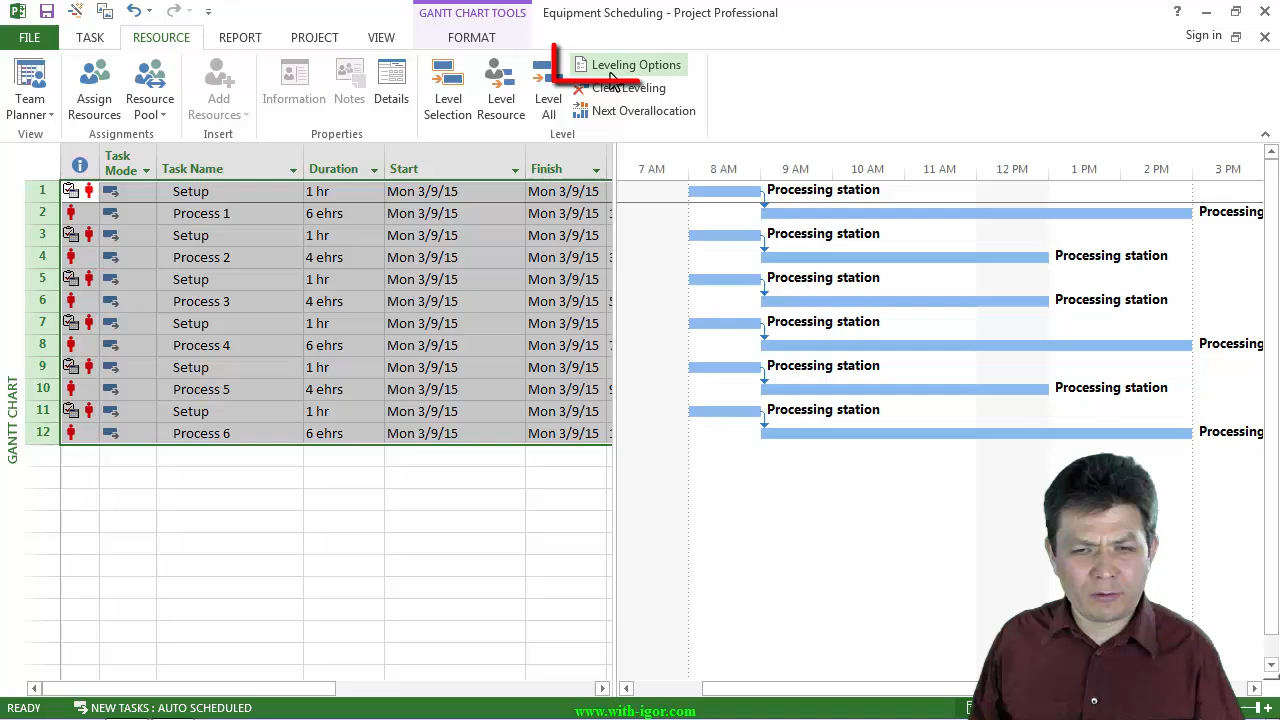 GANTT CHART TOOLS
Equipment Scheduling - Project Professional
FILE TASK RESOURCE REPORT PROJECT VIEW FORMAT Sign in
Team Planner
Assign Resources
Resource Pool
Add Resources
Information
Notes
Details
Level Selection
Level Resource
Level All
Leveling Options
Clear Leveling
Next Overallocation
View Assignments Insert Properties Level
Task Mode Task Name Duration Start Finish
7 AM 8 AM 9 AM 10 AM 11 AM 12 PM 1 PM 2 PM 3 PM
1 Setup 1 hr Mon 3/9/15 Mon 3/9/15 Processing station
2 Process 1 6 ehrs Mon 3/9/15 Mon 3/9/15 1 Processing
3 Setup 1 hr Mon 3/9/15 Mon 3/9/15 Processing station
4 Process 2 4 ehrs Mon 3/9/15 Mon 3/9/15 3 Processing station
5 Setup 1 hr Mon 3/9/15 Mon 3/9/15 Processing station
6 Process 3 4 ehrs Mon 3/9/15 Mon 3/9/15 5 Processing station
7 Setup 1 hr Mon 3/9/15 Mon 3/9/15 Processing station
8 Process 4 6 ehrs Mon 3/9/15 Mon 3/9/15 7 Processing
9 Setup 1 hr Mon 3/9/15 Mon 3/9/15 Processing station
10 Process 5 4 ehrs Mon 3/9/15 Mon 3/9/15 9 Processing station
11 Setup 1 hr Mon 3/9/15 Mon 3/9/15 Processing station
12 Process 6 6 ehrs Mon 3/9/15 Mon 3/9/15 1 Processing
GANTT CHART
READY NEW TASKS : AUTO SCHEDULED
www.with-igor.com